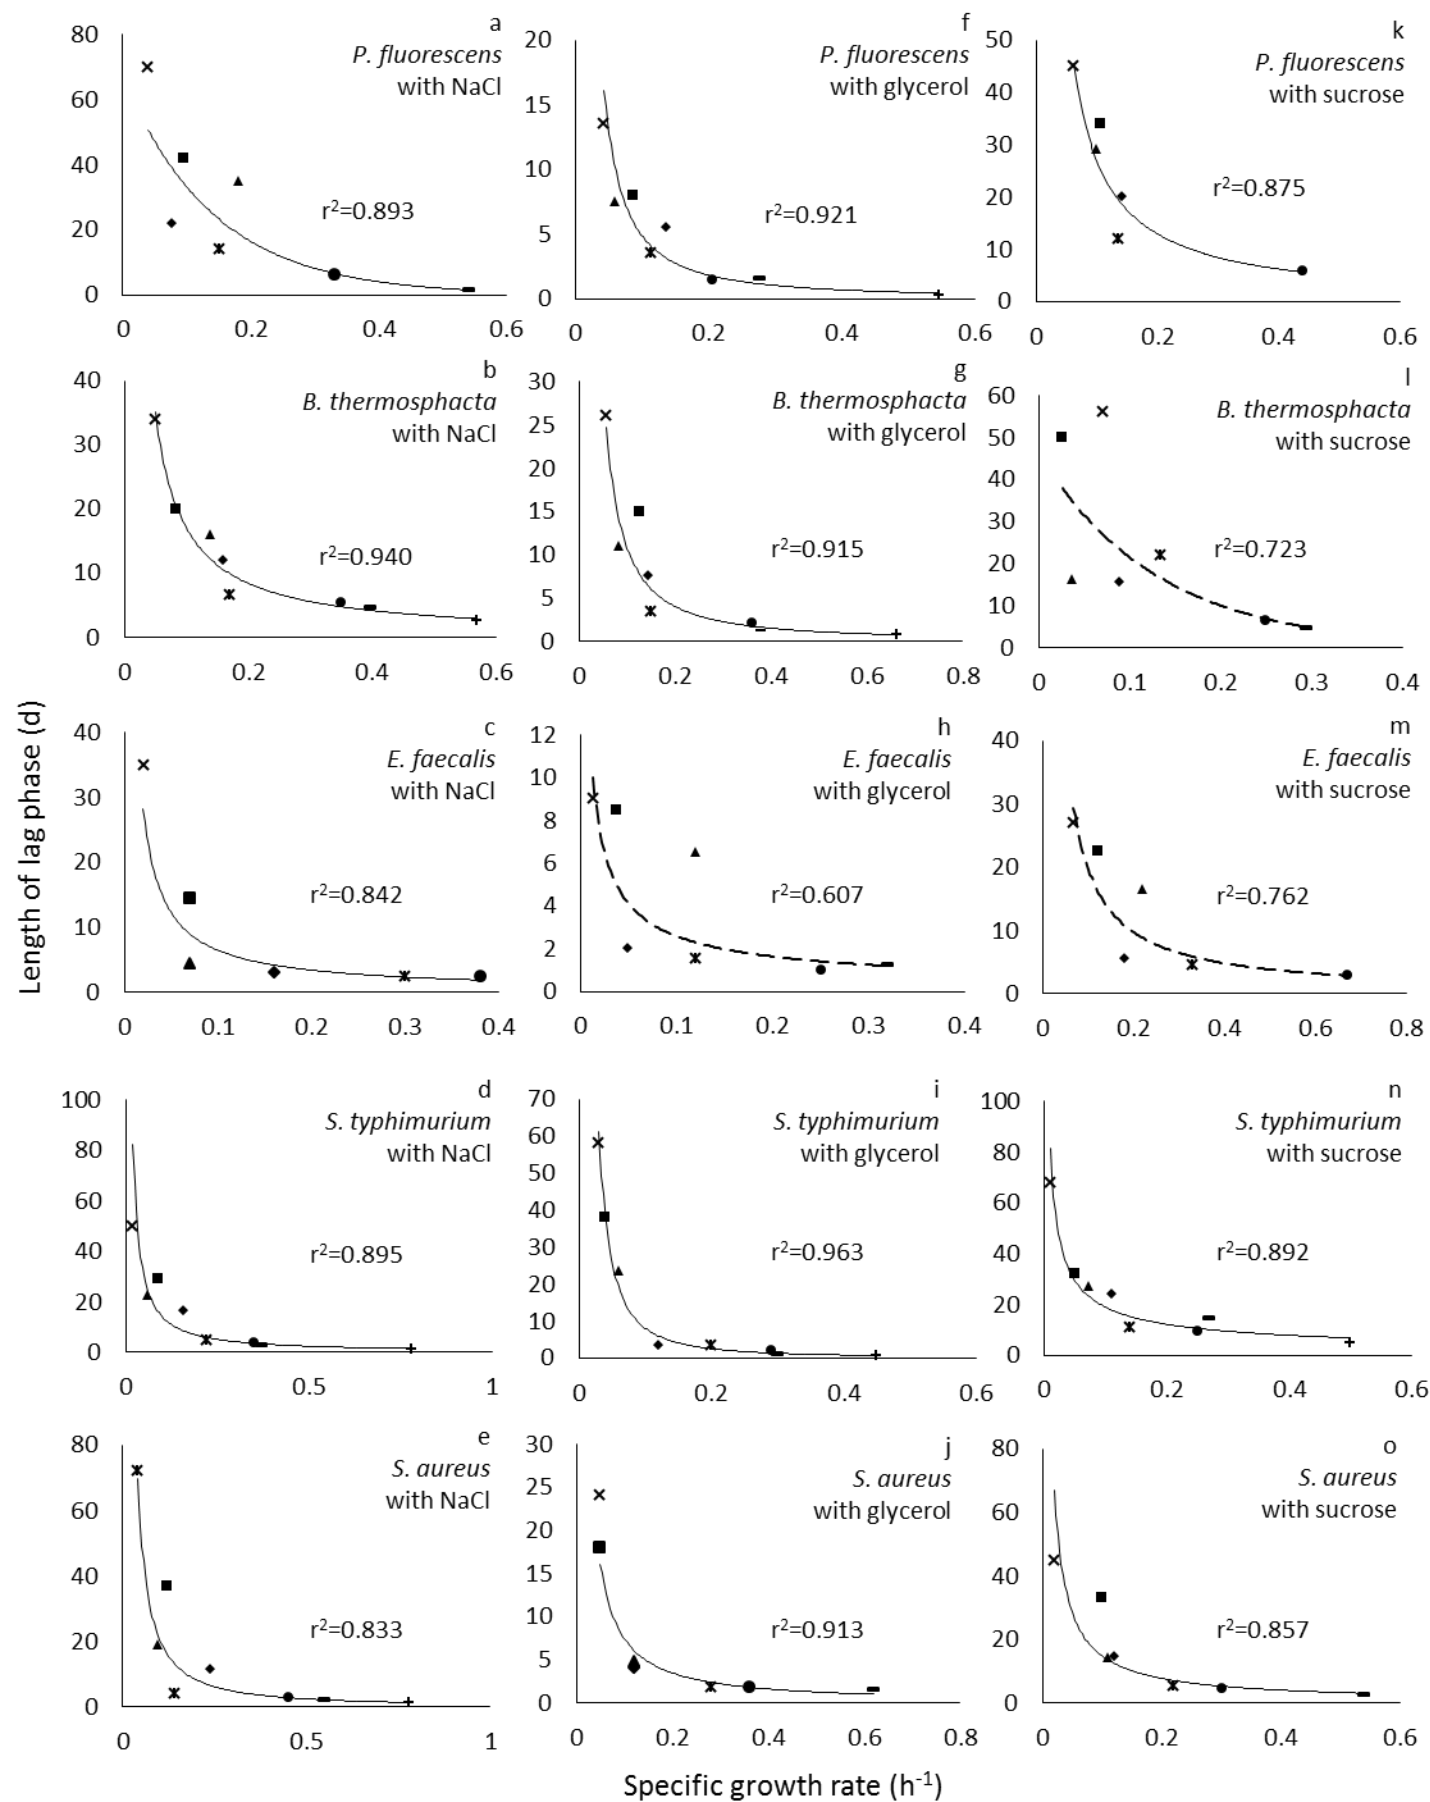 a
P. fluorescens
with NaCl
80
60
40
20
0
r²=0.893
0 0.2 0.4 0.6
f
P. fluorescens
with glycerol
20
15
10
5
0
r²=0.921
0 0.2 0.4 0.6
k
P. fluorescens
with sucrose
50
40
30
20
10
0
r²=0.875
0 0.2 0.4 0.6
b
B. thermosphacta
with NaCl
40
30
20
10
0
r²=0.940
0 0.2 0.4 0.6
g
B. thermosphacta
with glycerol
30
25
20
15
10
5
0
r²=0.915
0 0.2 0.4 0.6 0.8
l
B. thermosphacta
with sucrose
60
50
40
30
20
10
0
r²=0.723
0 0.1 0.2 0.3 0.4
Length of lag phase (d)
c
E. faecalis
with NaCl
40
30
20
10
0
r²=0.842
0 0.1 0.2 0.3 0.4
h
E. faecalis
with glycerol
12
10
8
6
4
2
0
r²=0.607
0 0.1 0.2 0.3 0.4
m
E. faecalis
with sucrose
40
30
20
10
0
r²=0.762
0 0.2 0.4 0.6 0.8
d
S. typhimurium
with NaCl
100
80
60
40
20
0
r²=0.895
0 0.5 1
i
S. typhimurium
with glycerol
70
60
50
40
30
20
10
0
r²=0.963
0 0.2 0.4 0.6
n
S. typhimurium
with sucrose
100
80
60
40
20
0
r²=0.892
0 0.2 0.4 0.6
e
S. aureus
with NaCl
80
60
40
20
0
r²=0.833
0 0.5 1
j
S. aureus
with glycerol
30
25
20
15
10
5
0
r²=0.913
0 0.2 0.4 0.6 0.8
o
S. aureus
with sucrose
80
60
40
20
0
r²=0.857
0 0.2 0.4 0.6
Specific growth rate (h⁻¹)